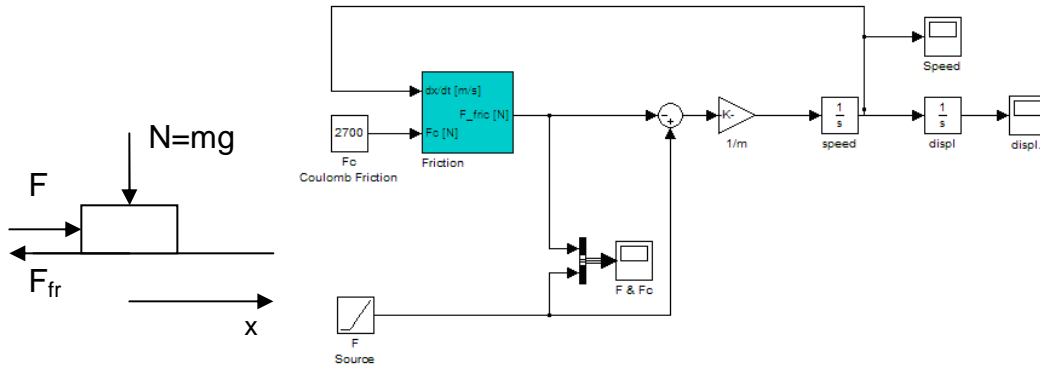 N=mg
F
Ffr
x
dx/dt [m/s]
F_fric [N]
Fc [N]
Friction
2700
Fc
Coulomb Friction
K-
1/m
1
s
speed
1
s
displ
Speed
displ.
F & Fc
F
Source